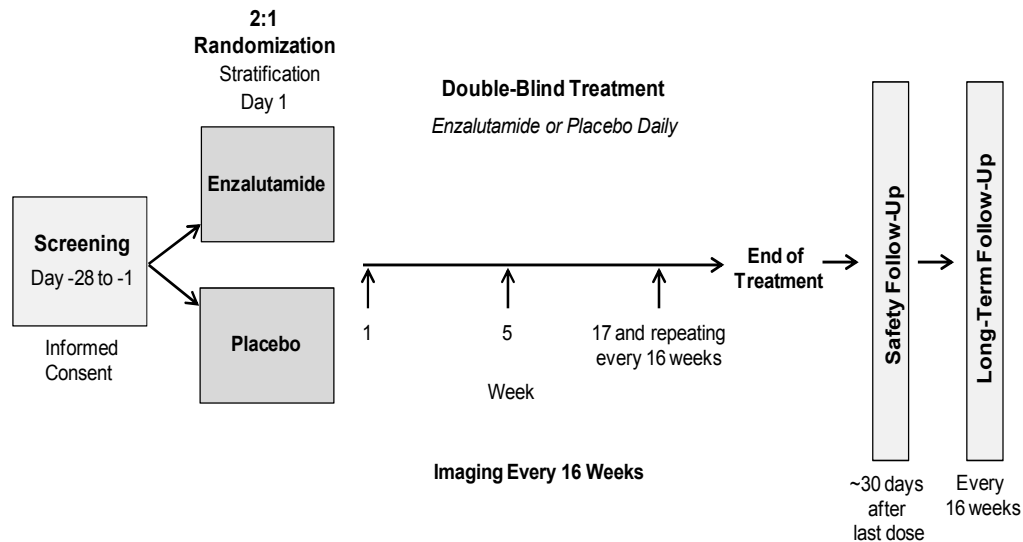 2:1
Randomization
Stratification
Day 1
Double-Blind Treatment
Enzalutamide or Placebo Daily
Enzalutamide
Screening
Day -28 to -1
Informed
Consent
Placebo
1
5
17 and repeating
every 16 weeks
Week
End of
Treatment
Imaging Every 16 Weeks
Safety Follow-Up
~30 days
after
last dose
Long-Term Follow-Up
Every
16 weeks